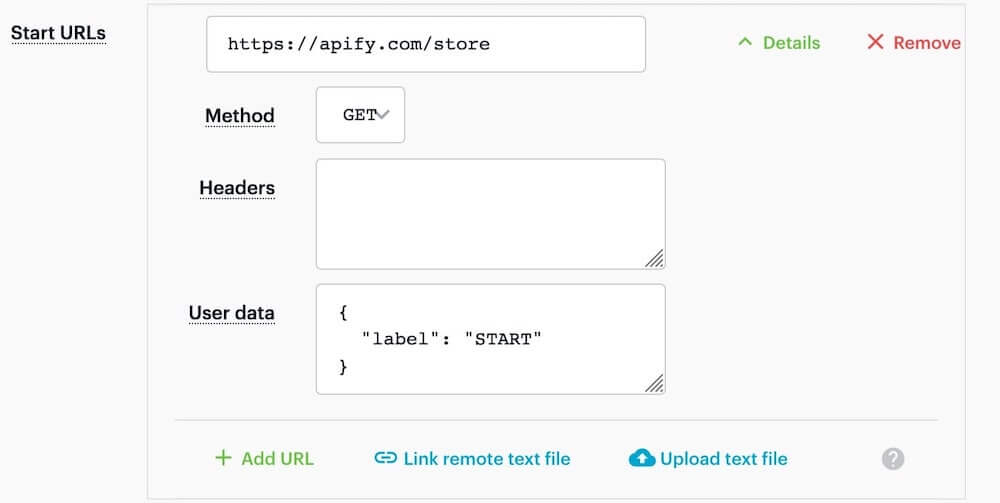 Start URLs
https://apify.com/store
Details
Remove
Method
GET
Headers
User data
{
"label": "START"
}
+ Add URL
Link remote text file
Upload text file
?